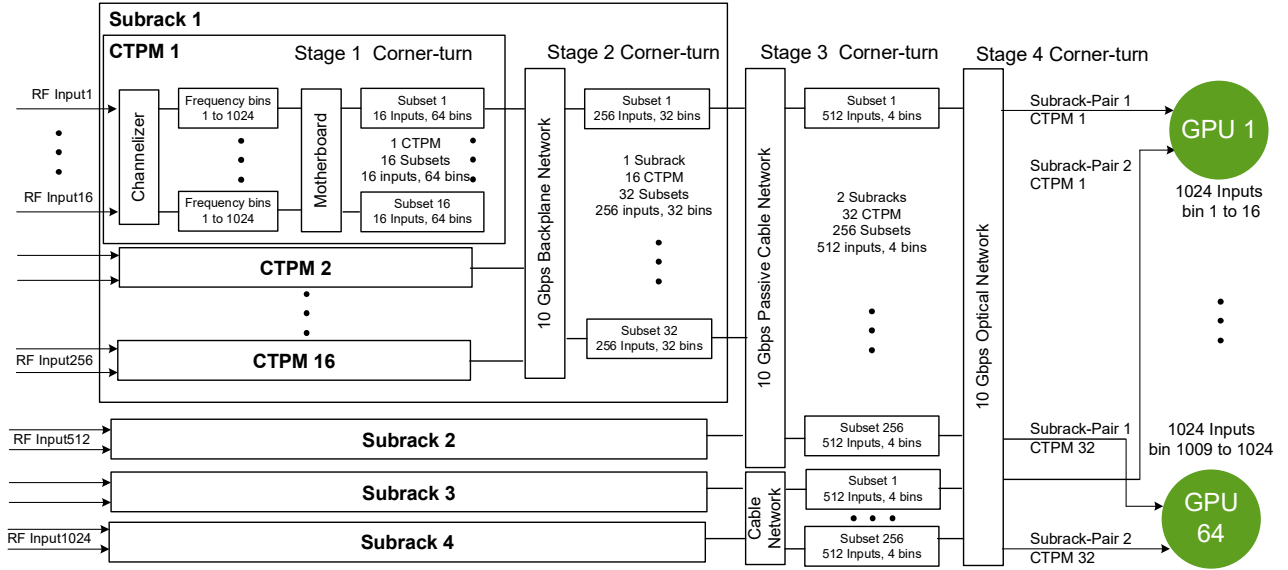 Subrack 1
CTPM 1
Stage 1 Corner-turn
Stage 2 Corner-turn
Stage 3 Corner-turn
Stage 4 Corner-turn
RF Input1
RF Input16
Channelizer
Frequency bins
1 to 1024
Frequency bins
1 to 1024
Motherboard
Subset 1
16 Inputs, 64 bins
1 CTPM
16 Subsets
16 inputs, 64 bins
Subset 16
16 Inputs, 64 bins
CTPM 2
CTPM 16
RF Input256
10 Gbps Backplane Network
Subset 1
256 Inputs, 32 bins
1 Subrack
16 CTPM
32 Subsets
256 inputs, 32 bins
Subset 32
256 Inputs, 32 bins
10 Gbps Passive Cable Network
Subset 1
512 Inputs, 4 bins
2 Subracks
32 CTPM
256 Subsets
512 inputs, 4 bins
Subset 256
512 Inputs, 4 bins
RF Input512
Subrack 2
Subrack 3
RF Input1024
Subrack 4
Cable
Network
Subset 1
512 Inputs, 4 bins
Subset 256
512 Inputs, 4 bins
10 Gbps Optical Network
Subrack-Pair 1
CTPM 1
Subrack-Pair 2
CTPM 1
GPU 1
1024 Inputs
bin 1 to 16
Subrack-Pair 1
CTPM 32
1024 Inputs
bin 1009 to 1024
GPU
64
Subrack-Pair 2
CTPM 32